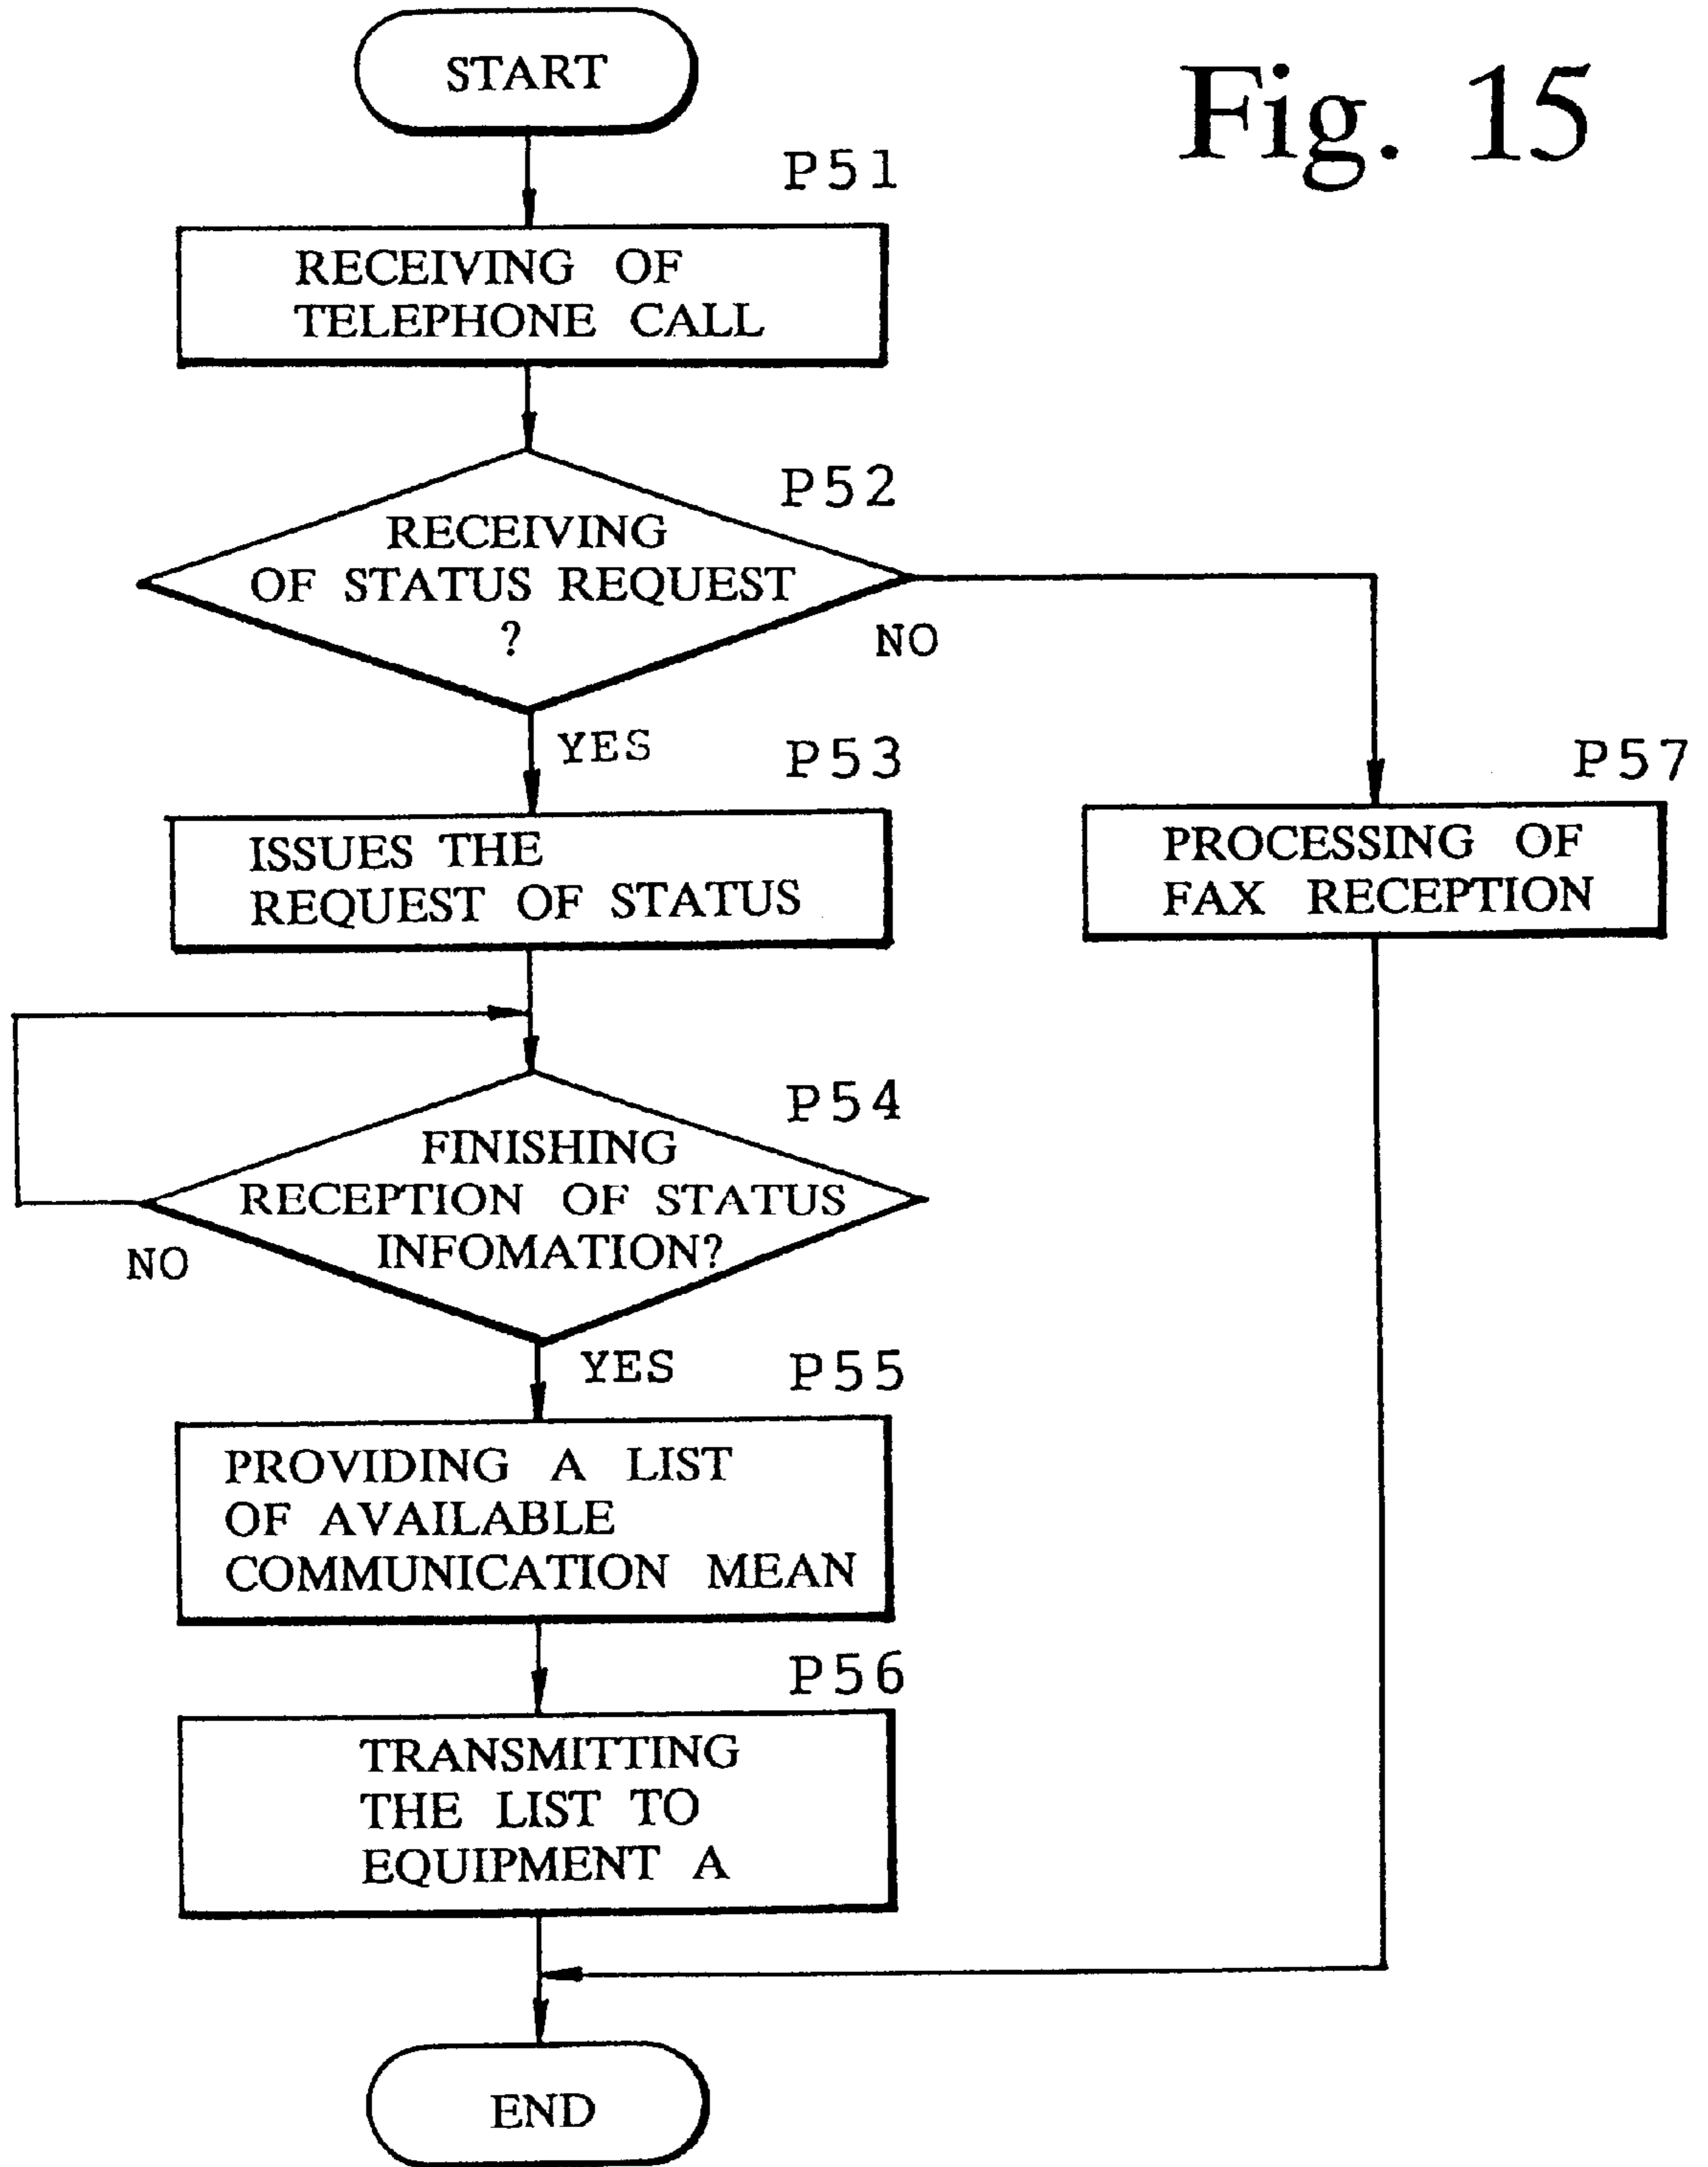 START
Fig. 15
P51
RECEIVING OF
TELEPHONE CALL
P52
RECEIVING
OF STATUS REQUEST
?
NO
YES
P53
ISSUES THE
REQUEST OF STATUS
P57
PROCESSING OF
FAX RECEPTION
P54
FINISHING
RECEPTION OF STATUS
INFOMATION?
NO
YES
P55
PROVIDING A LIST
OF AVAILABLE
COMMUNICATION MEAN
P56
TRANSMITTING
THE LIST TO
EQUIPMENT A
END